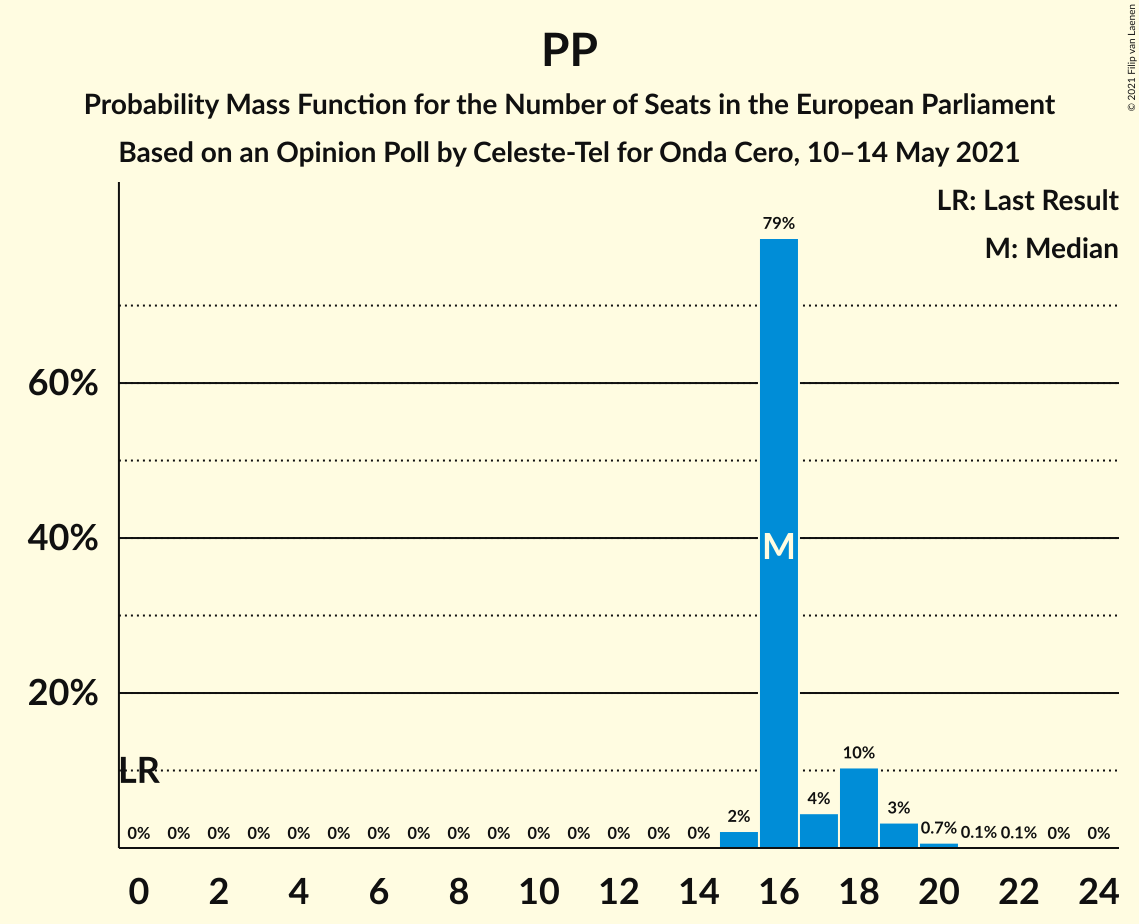 PP
Probability Mass Function for the Number of Seats in the European Parliament
Based on an Opinion Poll by Celeste-Tel for Onda Cero, 10–14 May 2021
© 2021 Filip van Laenen
LR: Last Result
M: Median
79%
60%
40%
M
20%
LR
10%
4%
3%
2%
0.7%
0% 0% 0% 0% 0% 0% 0% 0% 0% 0% 0% 0% 0% 0% 0% 0.1% 0.1% 0% 0%
0 2 4 6 8 10 12 14 16 18 20 22 24